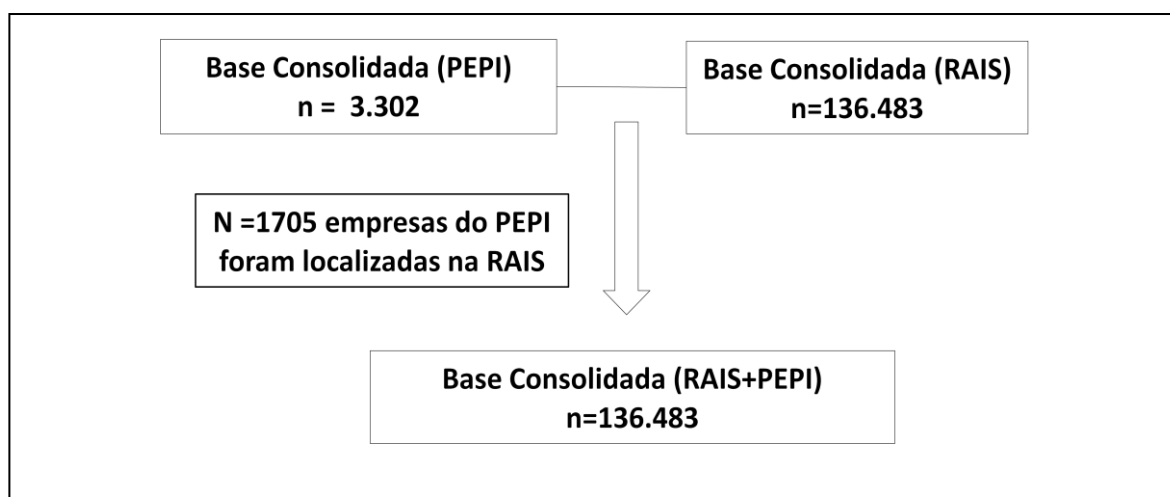 Base Consolidada (PEPI)
n = 3.302
Base Consolidada (RAIS)
n=136.483
N =1705 empresas do PEPI
foram localizadas na RAIS
Base Consolidada (RAIS+PEPI)
n=136.483